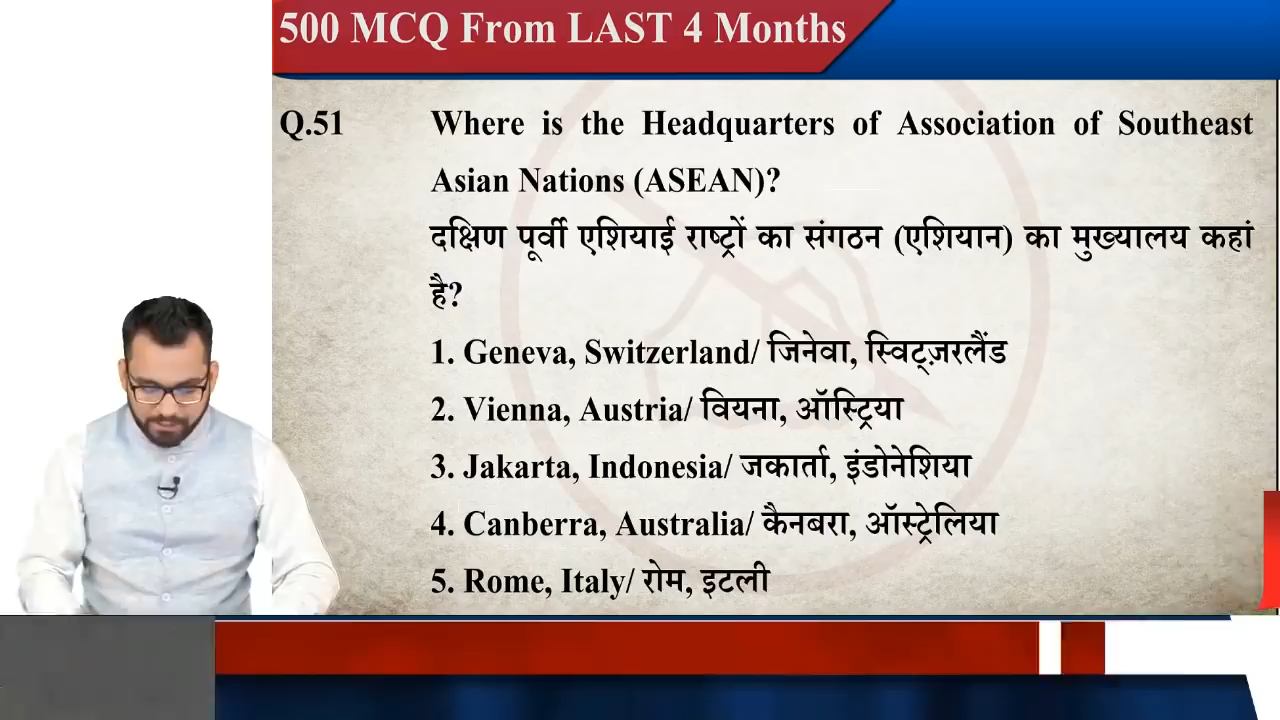 500 MCQ From LAST 4 Months
Q.51 Where is the Headquarters of Association of Southeast
Asian Nations (ASEAN)?
दक्षिण पूर्वी एशियाई राष्ट्रों का संगठन (एशियान) का मुख्यालय कहां
है?
1. Geneva, Switzerland/ जिनेवा, स्विट्ज़रलैंड
2. Vienna, Austria/ वियना, ऑस्ट्रिया
3. Jakarta, Indonesia/ जकार्ता, इंडोनेशिया
4. Canberra, Australia/ कैनबरा, ऑस्ट्रेलिया
5. Rome, Italy/ रोम, इटली